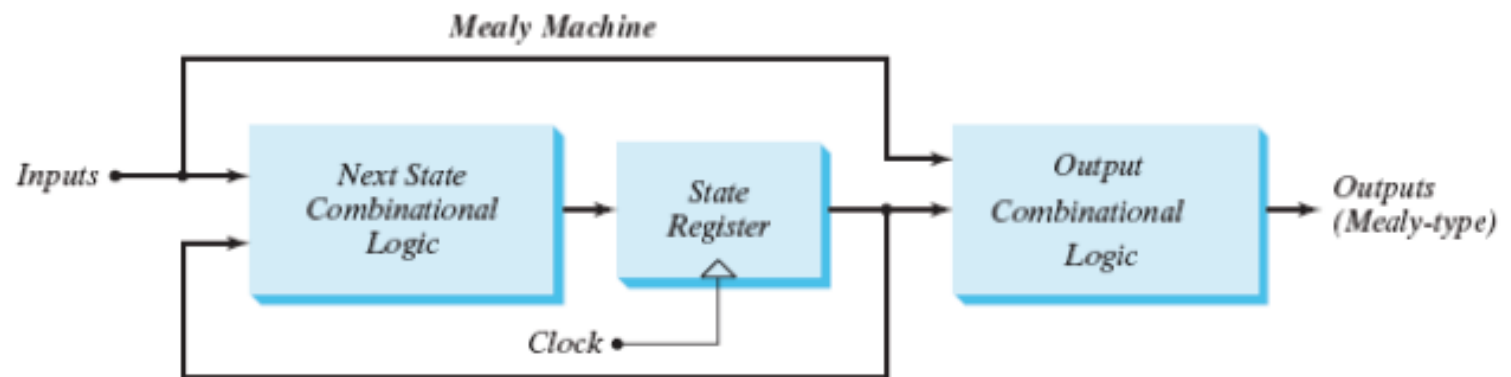 Mealy Machine
Inputs
Next State
Combinational
Logic
State
Register
Clock
Output
Combinational
Logic
Outputs
(Mealy-type)